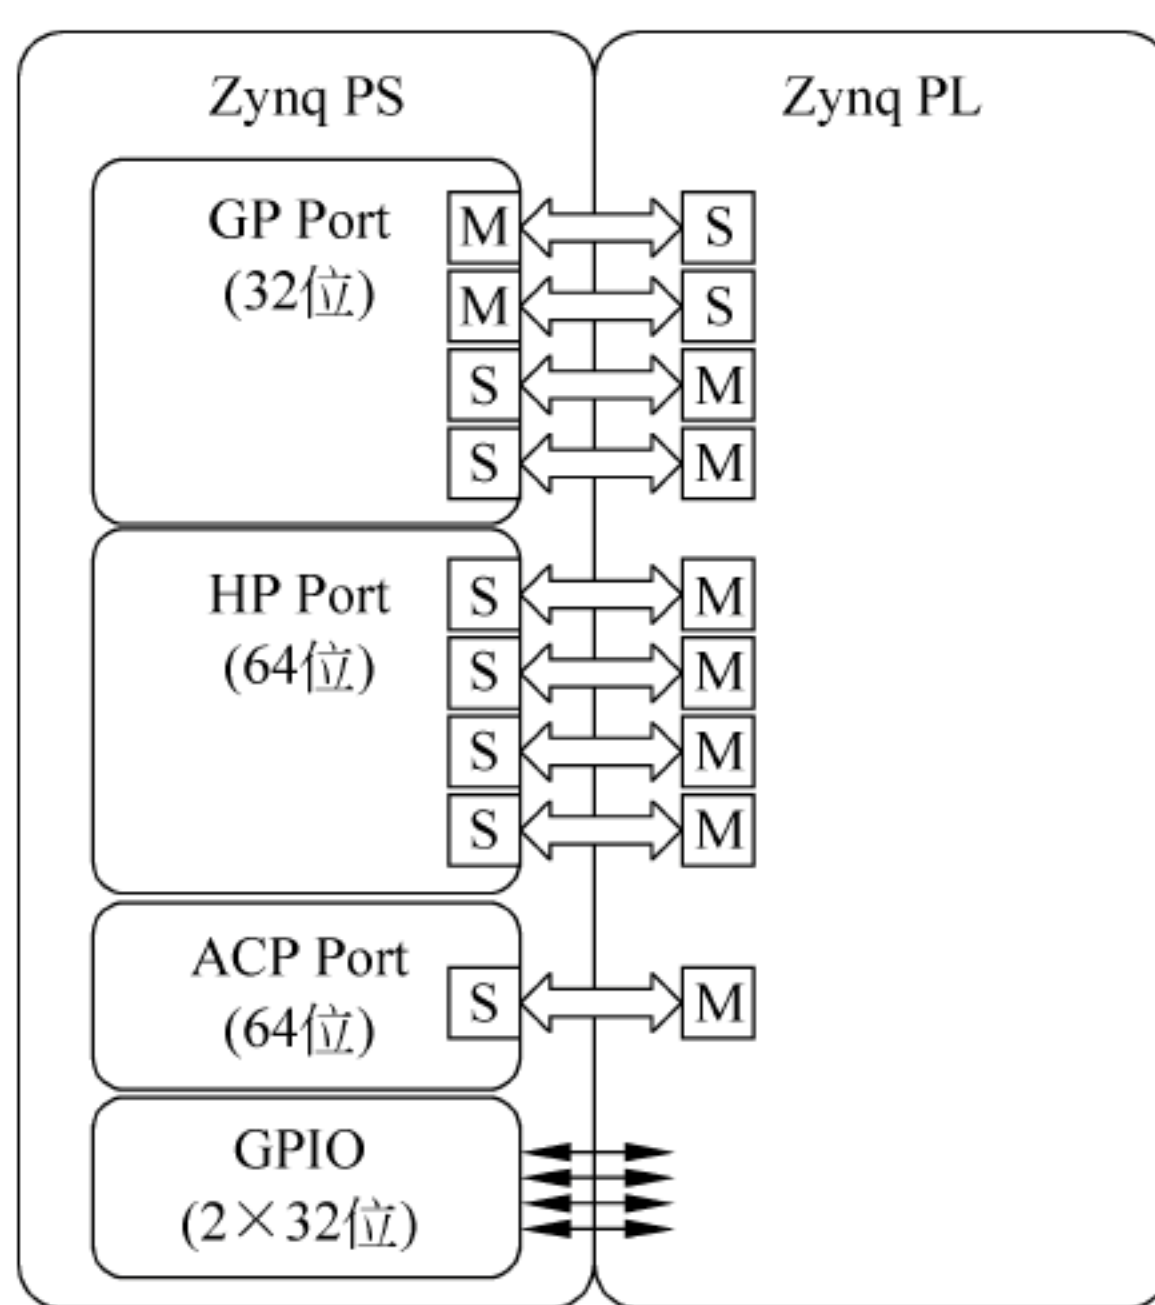 Zynq PS
Zynq PL
GP Port
(32位)
M
S
M
S
S
M
S
M
HP Port
(64位)
S
M
S
M
S
M
S
M
ACP Port
(64位)
S
M
GPIO
(2×32位)